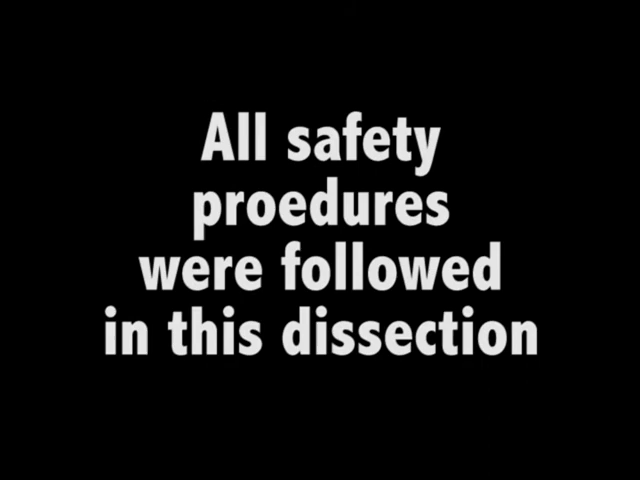 All safety
proedures
were followed
in this dissection